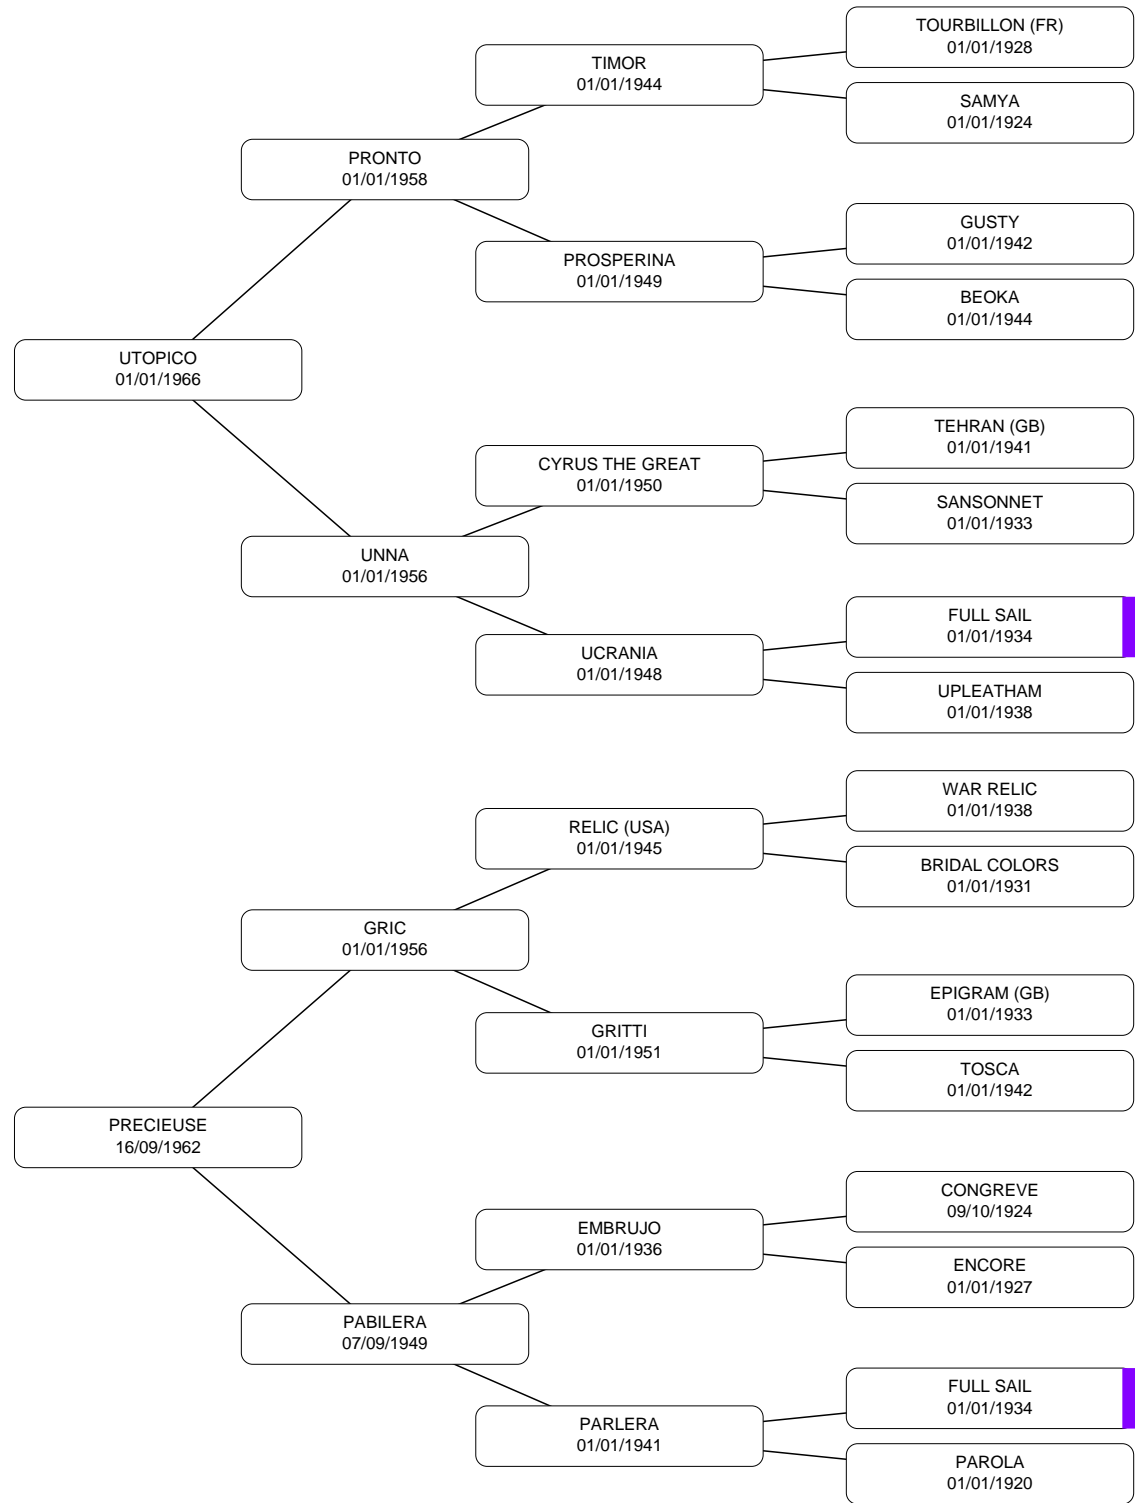 TOURBILLON (FR)
01/01/1928
TIMOR
01/01/1944
SAMYA
01/01/1924
PRONTO
01/01/1958
GUSTY
01/01/1942
PROSPERINA
01/01/1949
BEOKA
01/01/1944
UTOPICO
01/01/1966
TEHRAN (GB)
01/01/1941
CYRUS THE GREAT
01/01/1950
SANSONNET
01/01/1933
UNNA
01/01/1956
FULL SAIL
01/01/1934
UCRANIA
01/01/1948
UPLEATHAM
01/01/1938
WAR RELIC
01/01/1938
RELIC (USA)
01/01/1945
BRIDAL COLORS
01/01/1931
GRIC
01/01/1956
EPIGRAM (GB)
01/01/1933
GRITTI
01/01/1951
TOSCA
01/01/1942
PRECIEUSE
16/09/1962
CONGREVE
09/10/1924
EMBRUJO
01/01/1936
ENCORE
01/01/1927
PABILERA
07/09/1949
FULL SAIL
01/01/1934
PARLERA
01/01/1941
PAROLA
01/01/1920